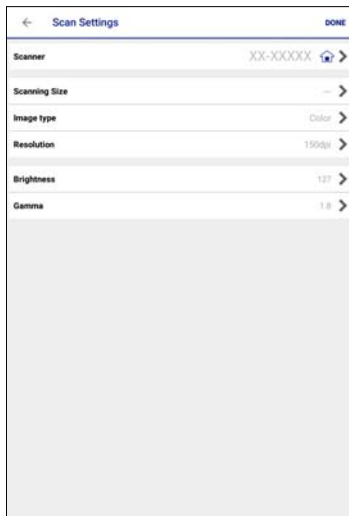 Scan Settings DONE
Scanner XX-XXXXX
Scanning Size --
Image type Color
Resolution 150dpi
Brightness 127
Gamma 1.8